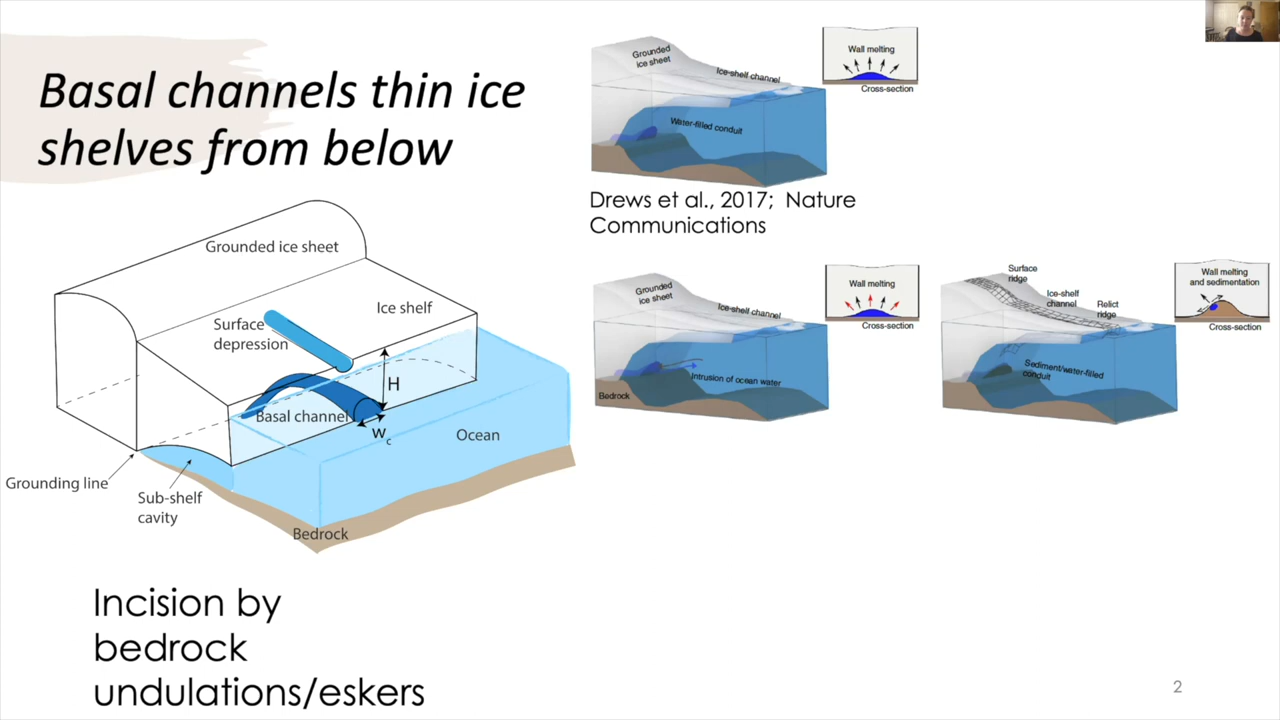 Basal channels thin ice
shelves from below
Grounded ice sheet
Ice shelf
Surface
depression
H
Basal channel
wc
Ocean
Grounding line
Sub-shelf
cavity
Bedrock
Incision by
bedrock
undulations/eskers
Grounded
ice sheet
Ice-shelf channel
Water-filled conduit
Wall melting
Cross-section
Drews et al., 2017; Nature
Communications
Grounded
ice sheet
Ice-shelf channel
Intrusion of ocean water
Bedrock
Wall melting
Cross-section
Surface
ridge
Ice-shelf
channel
Relict
ridge
Sediment/water-filled
conduit
Wall melting
and sedimentation
Cross-section
2